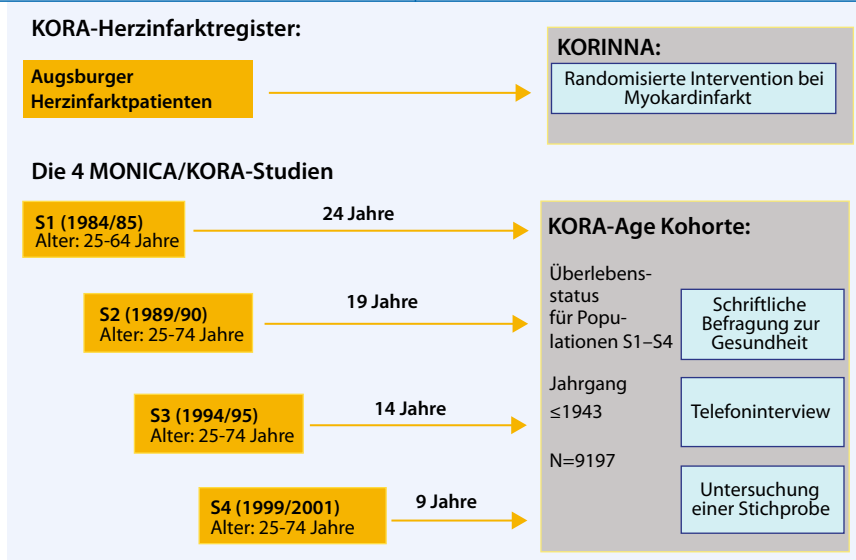 KORA-Herzinfarktregister:
Augsburger
Herzinfarktpatienten
KORINNA:
Randomisierte Intervention bei
Myokardinfarkt
Die 4 MONICA/KORA-Studien
S1 (1984/85)
Alter: 25-64 Jahre
24 Jahre
S2 (1989/90)
Alter: 25-74 Jahre
19 Jahre
S3 (1994/95)
Alter: 25-74 Jahre
14 Jahre
S4 (1999/2001)
Alter: 25-74 Jahre
9 Jahre
KORA-Age Kohorte:
Überlebens-
status
für Popu-
lationen S1–S4
Jahrgang
≤1943
N=9197
Schriftliche
Befragung zur
Gesundheit
Telefoninterview
Untersuchung
einer Stichprobe